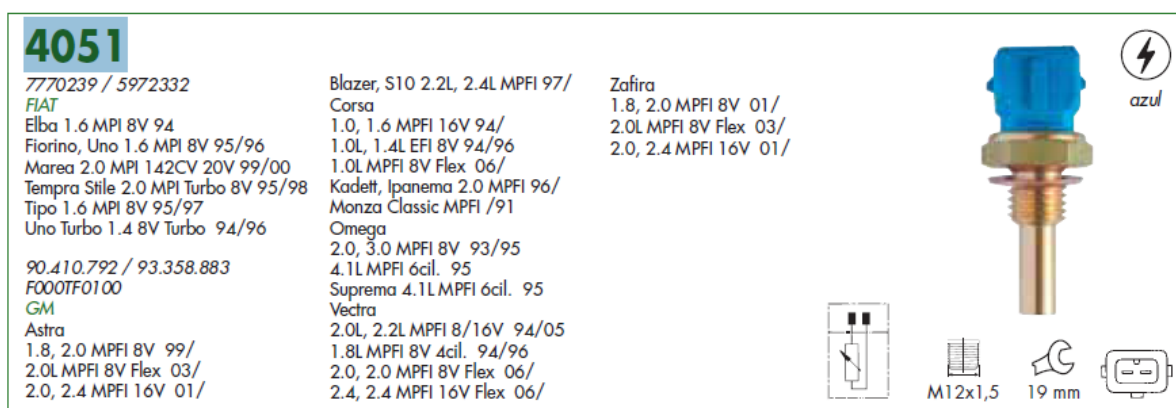 4051
7770239 / 5972332
FIAT
Elba 1.6 MPI 8V 94
Fiorino, Uno 1.6 MPI 8V 95/96
Marea 2.0 MPI 142CV 20V 99/00
Tempra Stile 2.0 MPI Turbo 8V 95/98
Tipo 1.6 MPI 8V 95/97
Uno Turbo 1.4 8V Turbo 94/96
90.410.792 / 93.358.883
F000TF0100
GM
Astra
1.8, 2.0 MPFI 8V 99/
2.0L MPFI 8V Flex 03/
2.0, 2.4 MPFI 16V 01/
Blazer, S10 2.2L, 2.4L MPFI 97/
Corsa
1.0, 1.6 MPFI 16V 94/
1.0L, 1.4L EFI 8V 94/96
1.0L MPFI 8V Flex 06/
Kadett, Ipanema 2.0 MPFI 96/
Monza Classic MPFI /91
Omega
2.0, 3.0 MPFI 8V 93/95
4.1L MPFI 6cil. 95
Suprema 4.1L MPFI 6cil. 95
Vectra
2.0L, 2.2L MPFI 8/16V 94/05
1.8L MPFI 8V 4cil. 94/96
2.0, 2.0 MPFI 8V Flex 06/
2.4, 2.4 MPFI 16V Flex 06/
Zafira
1.8, 2.0 MPFI 8V 01/
2.0L MPFI 8V Flex 03/
2.0, 2.4 MPFI 16V 01/
azul
M12x1,5
19 mm